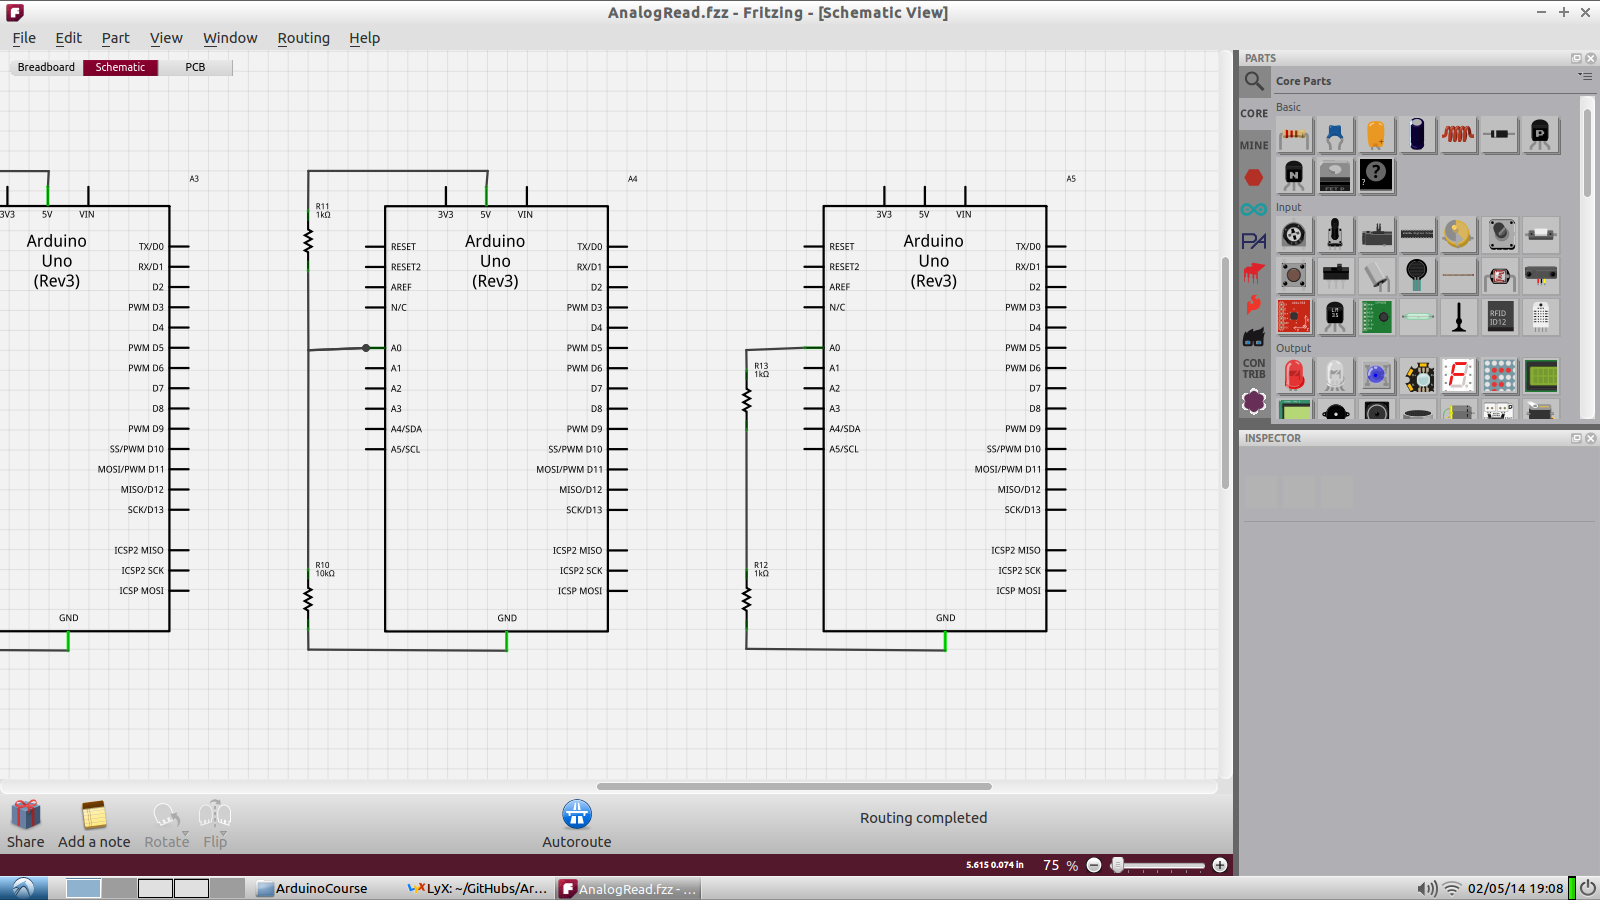 AnalogRead.fzz - Fritzing - [Schematic View]
File Edit Part View Window Routing Help
Breadboard Schematic PCB
PARTS
Core Parts
CORE
MINE
CON
TRIB
Basic
Input
Output
P
N
?
?
LM
35
RFID
ID12
PA
A3
3V3 5V VIN
Arduino
Uno
(Rev3)
TX/D0
RX/D1
D2
PWM D3
D4
PWM D5
PWM D6
D7
D8
PWM D9
SS/PWM D10
MOSI/PWM D11
MISO/D12
SCK/D13
ICSP2 MISO
ICSP2 SCK
ICSP MOSI
GND
R11
1kΩ
R10
10kΩ
A4
3V3 5V VIN
Arduino
Uno
(Rev3)
RESET
RESET2
AREF
N/C
A0
A1
A2
A3
A4/SDA
A5/SCL
TX/D0
RX/D1
D2
PWM D3
D4
PWM D5
PWM D6
D7
D8
PWM D9
SS/PWM D10
MOSI/PWM D11
MISO/D12
SCK/D13
ICSP2 MISO
ICSP2 SCK
ICSP MOSI
GND
R13
1kΩ
R12
1kΩ
A5
3V3 5V VIN
Arduino
Uno
(Rev3)
RESET
RESET2
AREF
N/C
A0
A1
A2
A3
A4/SDA
A5/SCL
TX/D0
RX/D1
D2
PWM D3
D4
PWM D5
PWM D6
D7
D8
PWM D9
SS/PWM D10
MOSI/PWM D11
MISO/D12
SCK/D13
ICSP2 MISO
ICSP2 SCK
ICSP MOSI
GND
INSPECTOR
Share Add a note Rotate Flip Autoroute
Routing completed
5.615 0.074 in 75 %
ArduinoCourse LyX: ~/GitHubs/Ar... AnalogRead.fzz - ... 02/05/14 19:08